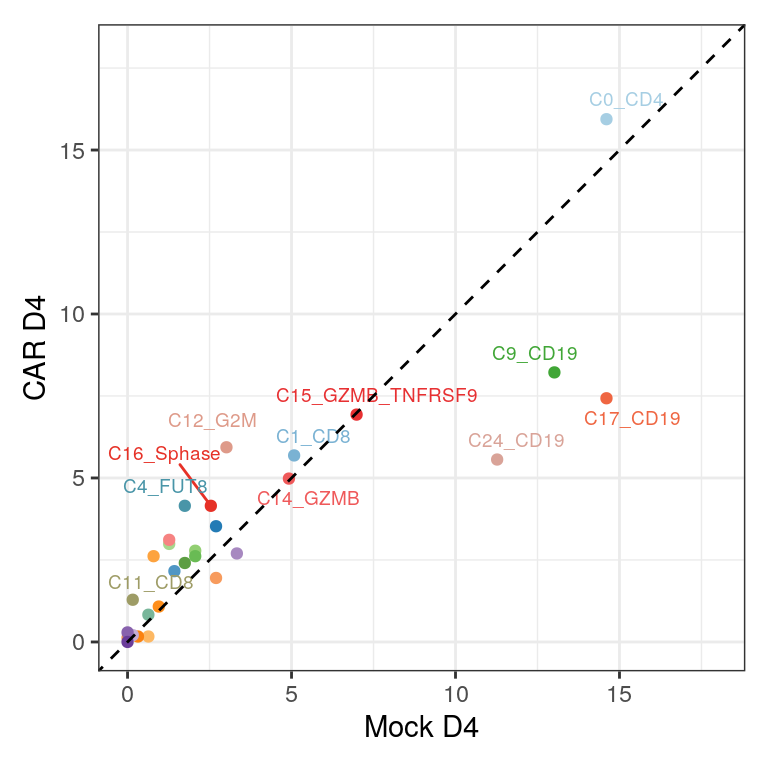 C0_CD4
15
10
C9_CD19
CAR D4
C15_GZMB_TNFRSF9
C17_CD19
C12_G2M
C1_CD8
C24_CD19
C16_Sphase
5
C4_FUT8
C14_GZMB
C11_CD8
0
0
5
10
15
Mock D4